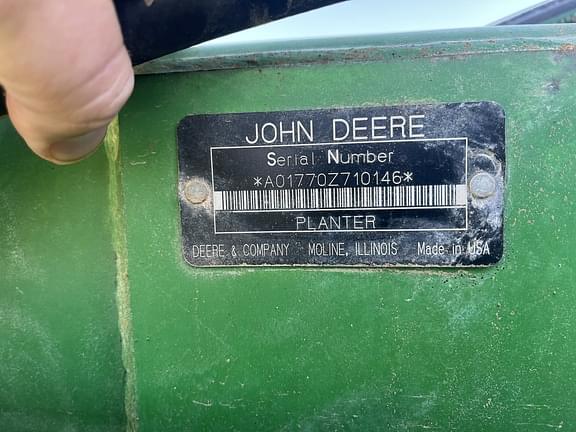 JOHN DEERE
Serial Number
*A01770Z710146*
PLANTER
DEERE & COMPANY MOLINE, ILLINOIS Made in USA